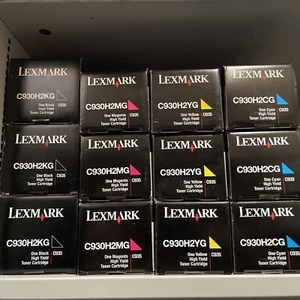 LEXMARK
C930H2KG
One Black C935
High Yield
Toner Cartridge
LEXMARK
C930H2MG
One Magenta C935
High Yield
Toner Cartridge
LEXMARK
C930H2YG
One Yellow C935
High Yield
Toner Cartridge
LEXMARK
C930H2CG
One Cyan C935
High Yield
Toner Cartridge
LEXMARK
C930H2KG
One Black C935
High Yield
Toner Cartridge
LEXMARK
C930H2MG
One Magenta C935
High Yield
Toner Cartridge
LEXMARK
C930H2YG
One Yellow C935
High Yield
Toner Cartridge
LEXMARK
C930H2CG
One Cyan C935
High Yield
Toner Cartridge
LEXMARK
C930H2KG
One Black C935
High Yield
Toner Cartridge
LEXMARK
C930H2MG
One Magenta C935
High Yield
Toner Cartridge
LEXMARK
C930H2YG
One Yellow C935
High Yield
Toner Cartridge
LEXMARK
C930H2CG
One Cyan C935
High Yield
Toner Cartridge